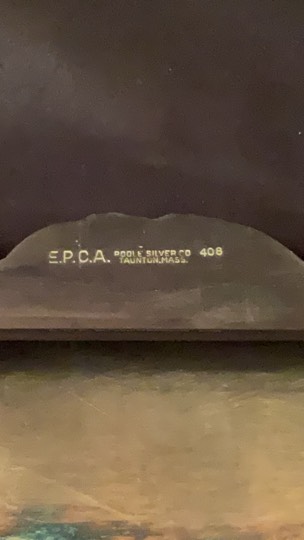 E.P.C.A. POOLE SILVER CO 408
TAUNTON, MASS.